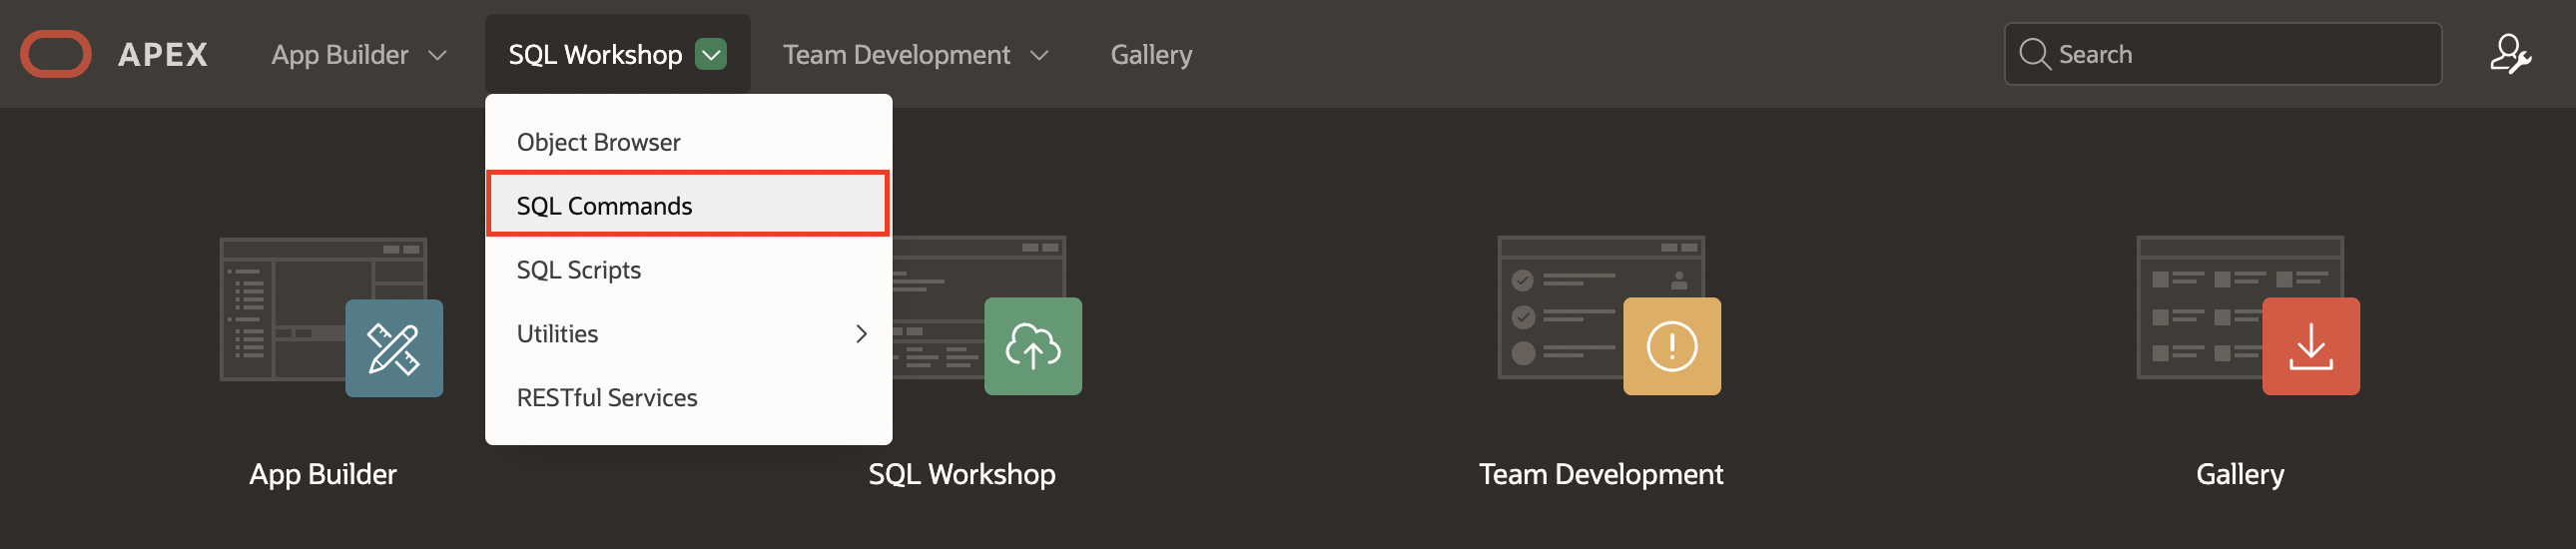 APEX App Builder SQL Workshop Team Development Gallery Search
Object Browser
SQL Commands
SQL Scripts
Utilities
RESTful Services
App Builder SQL Workshop Team Development Gallery